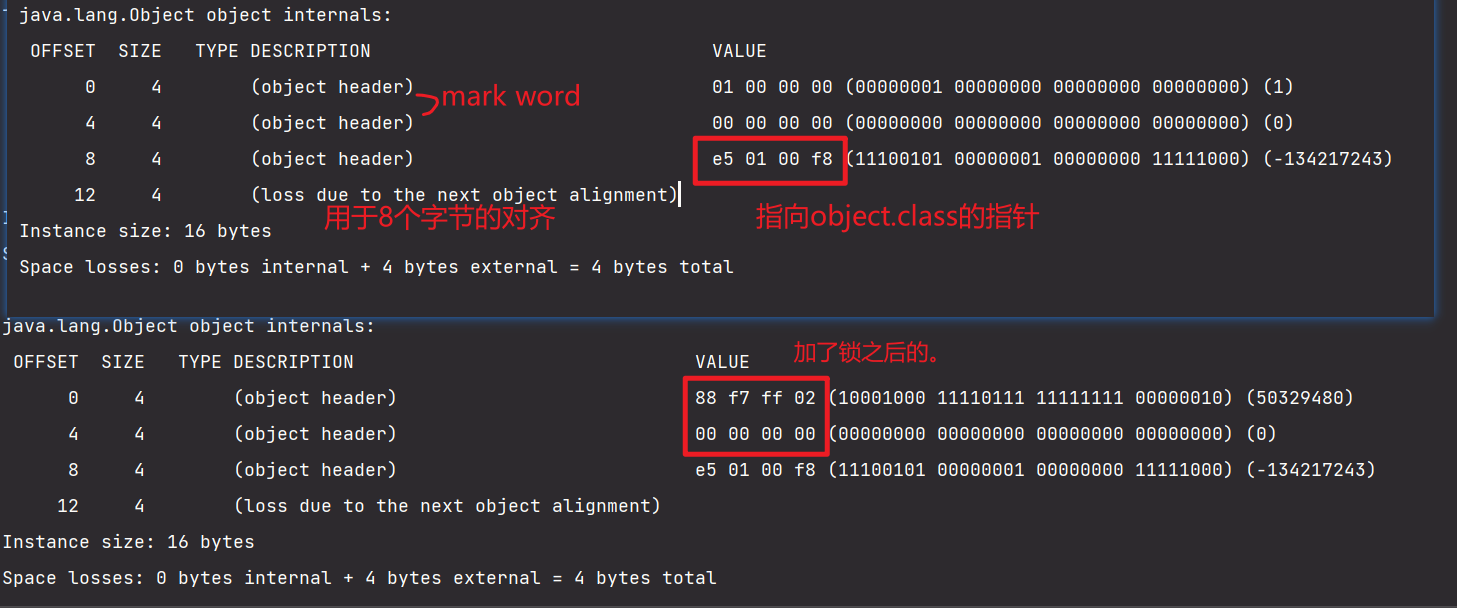 java.lang.Object object internals:
OFFSET SIZE TYPE DESCRIPTION VALUE
0 4 (object header) 01 00 00 00 (00000001 00000000 00000000 00000000) (1)
mark word
4 4 (object header) 00 00 00 00 (00000000 00000000 00000000 00000000) (0)
8 4 (object header) e5 01 00 f8 (11100101 00000001 00000000 11111000) (-134217243)
12 4 (loss due to the next object alignment)
用于8个字节的对齐 指向object.class的指针
Instance size: 16 bytes
Space losses: 0 bytes internal + 4 bytes external = 4 bytes total
java.lang.Object object internals:
加了锁之后的。
OFFSET SIZE TYPE DESCRIPTION VALUE
0 4 (object header) 88 f7 ff 02 (10001000 11110111 11111111 00000010) (50329480)
4 4 (object header) 00 00 00 00 (00000000 00000000 00000000 00000000) (0)
8 4 (object header) e5 01 00 f8 (11100101 00000001 00000000 11111000) (-134217243)
12 4 (loss due to the next object alignment)
Instance size: 16 bytes
Space losses: 0 bytes internal + 4 bytes external = 4 bytes total